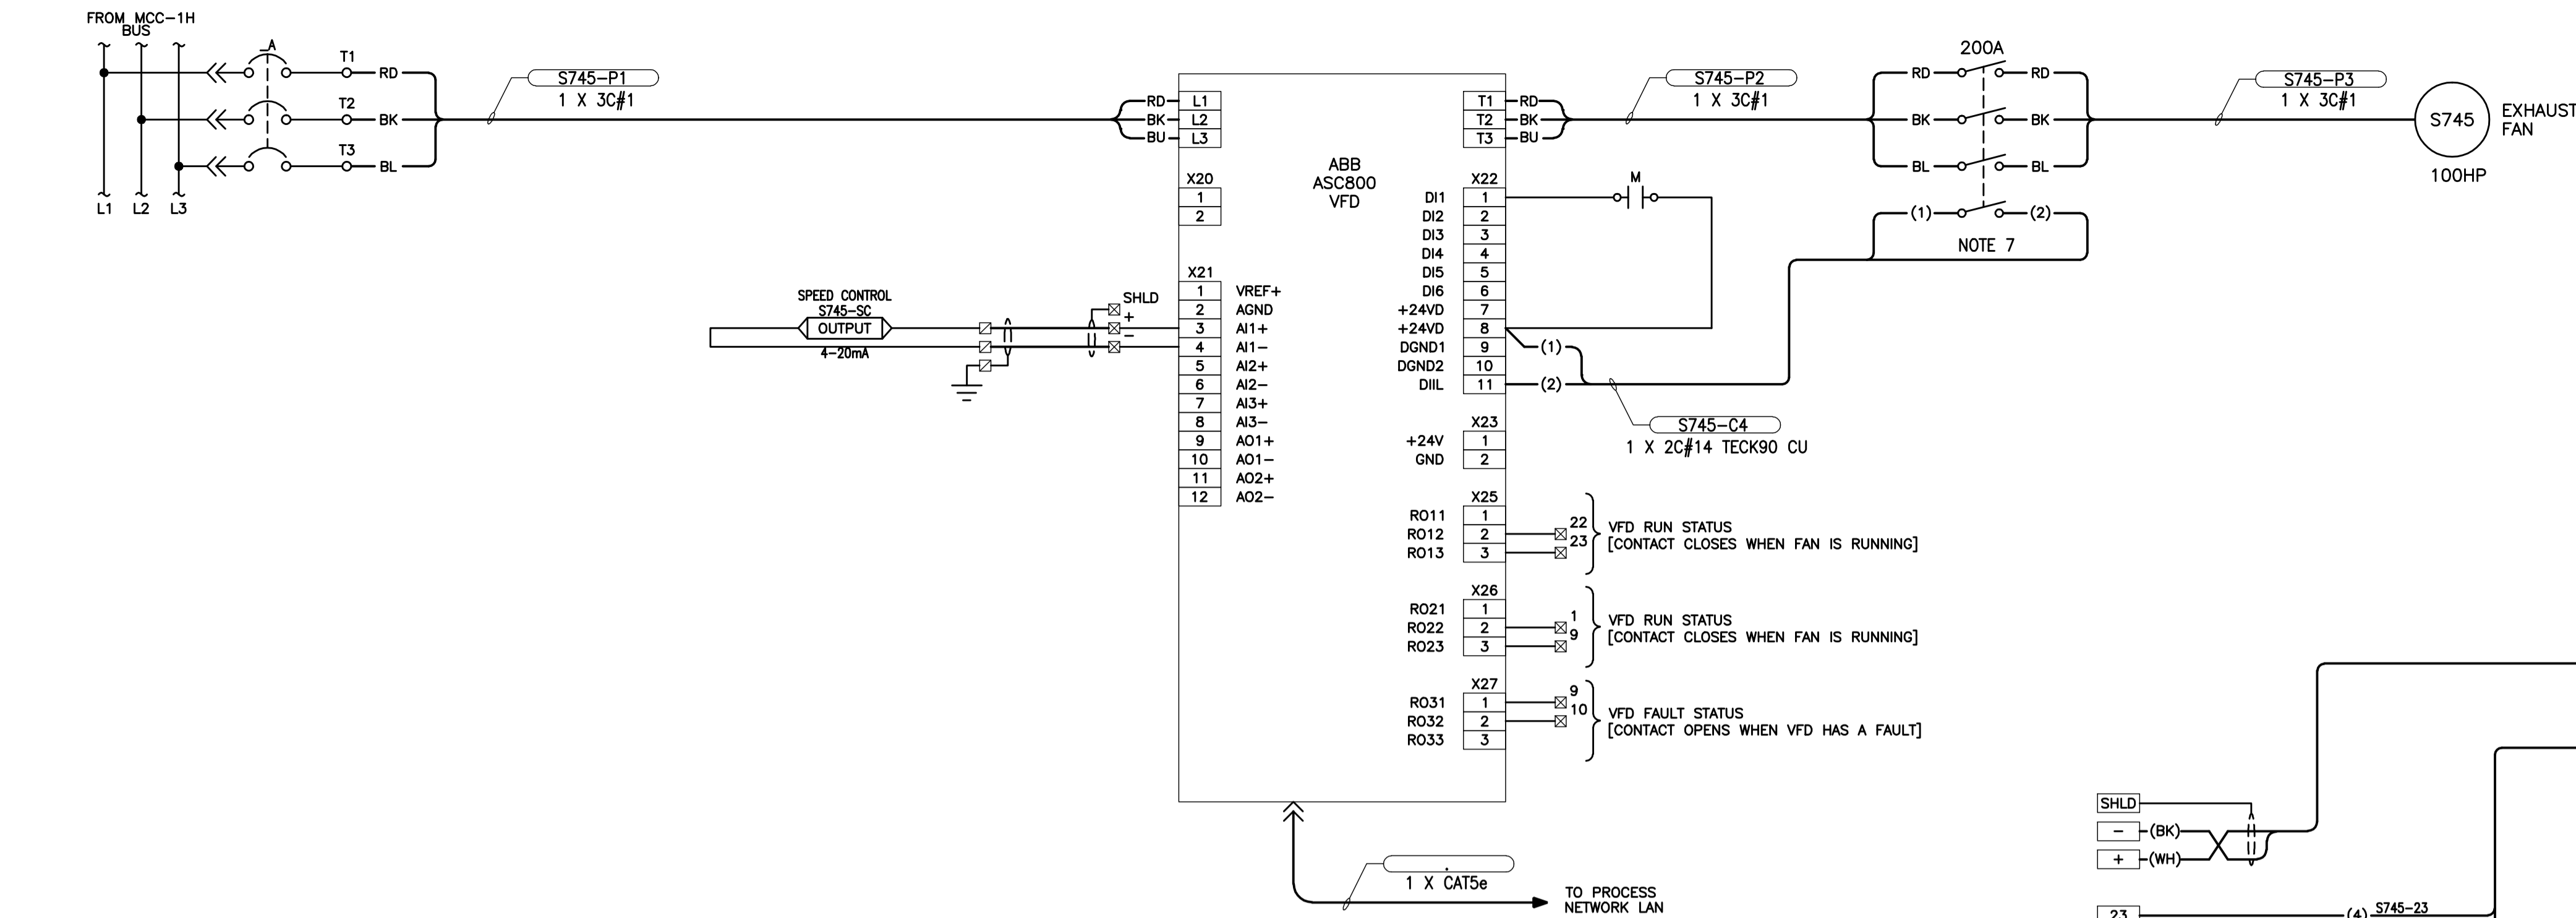 FROM MCC-1H
BUS
_A
T1
RD
T2
BK
T3
BL
L1 L2 L3
S745-P1
1 X 3C#1
RD L1
BK L2
BU L3
ABB
ASC800
VFD
T1 RD
T2 BK
T3 BU
S745-P2
1 X 3C#1
200A
RD RD
BK BK
BL BL
(1) (2)
NOTE 7
S745-P3
1 X 3C#1
S745
EXHAUST
FAN
100HP
X20
1
2
X21
1 VREF+
2 AGND
3 AI1+
4 AI1-
5 AI2+
6 AI2-
7 AI3+
8 AI3-
9 AO1+
10 AO1-
11 AO2+
12 AO2-
SPEED CONTROL
S745-SC
OUTPUT
4-20mA
SHLD
+
-
X22
DI1 1
DI2 2
DI3 3
DI4 4
DI5 5
DI6 6
+24VD 7
+24VD 8
DGND1 9 (1)
DGND2 10
DIIL 11 (2)
M
S745-C4
1 X 2C#14 TECK90 CU
X23
+24V 1
GND 2
X25
RO11 1
RO12 2 22
RO13 3 23
VFD RUN STATUS
[CONTACT CLOSES WHEN FAN IS RUNNING]
X26
RO21 1
RO22 2 1
RO23 3 9
VFD RUN STATUS
[CONTACT CLOSES WHEN FAN IS RUNNING]
X27
RO31 1 9
RO32 2 10
RO33 3
VFD FAULT STATUS
[CONTACT OPENS WHEN VFD HAS A FAULT]
.
1 X CAT5e
TO PROCESS
NETWORK LAN
SHLD
- (BK)
+ (WH)
23 (4) S745-23